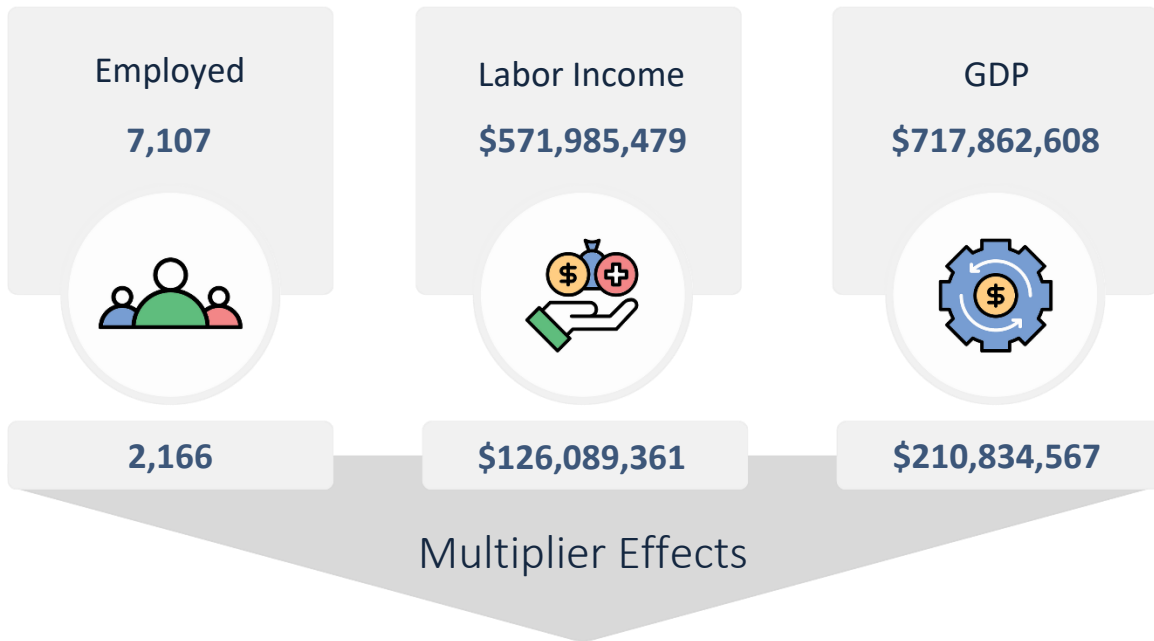 Employed
7,107
Labor Income
$571,985,479
GDP
$717,862,608
2,166
$126,089,361
$210,834,567
Multiplier Effects